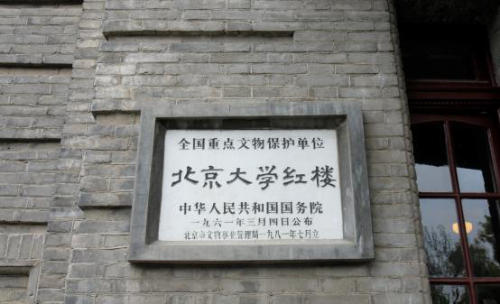 全国重点文物保护单位
北京大学红楼
中华人民共和国国务院
一九六一年三月四日公布
北京市文物事业管理局一九八一年七月立